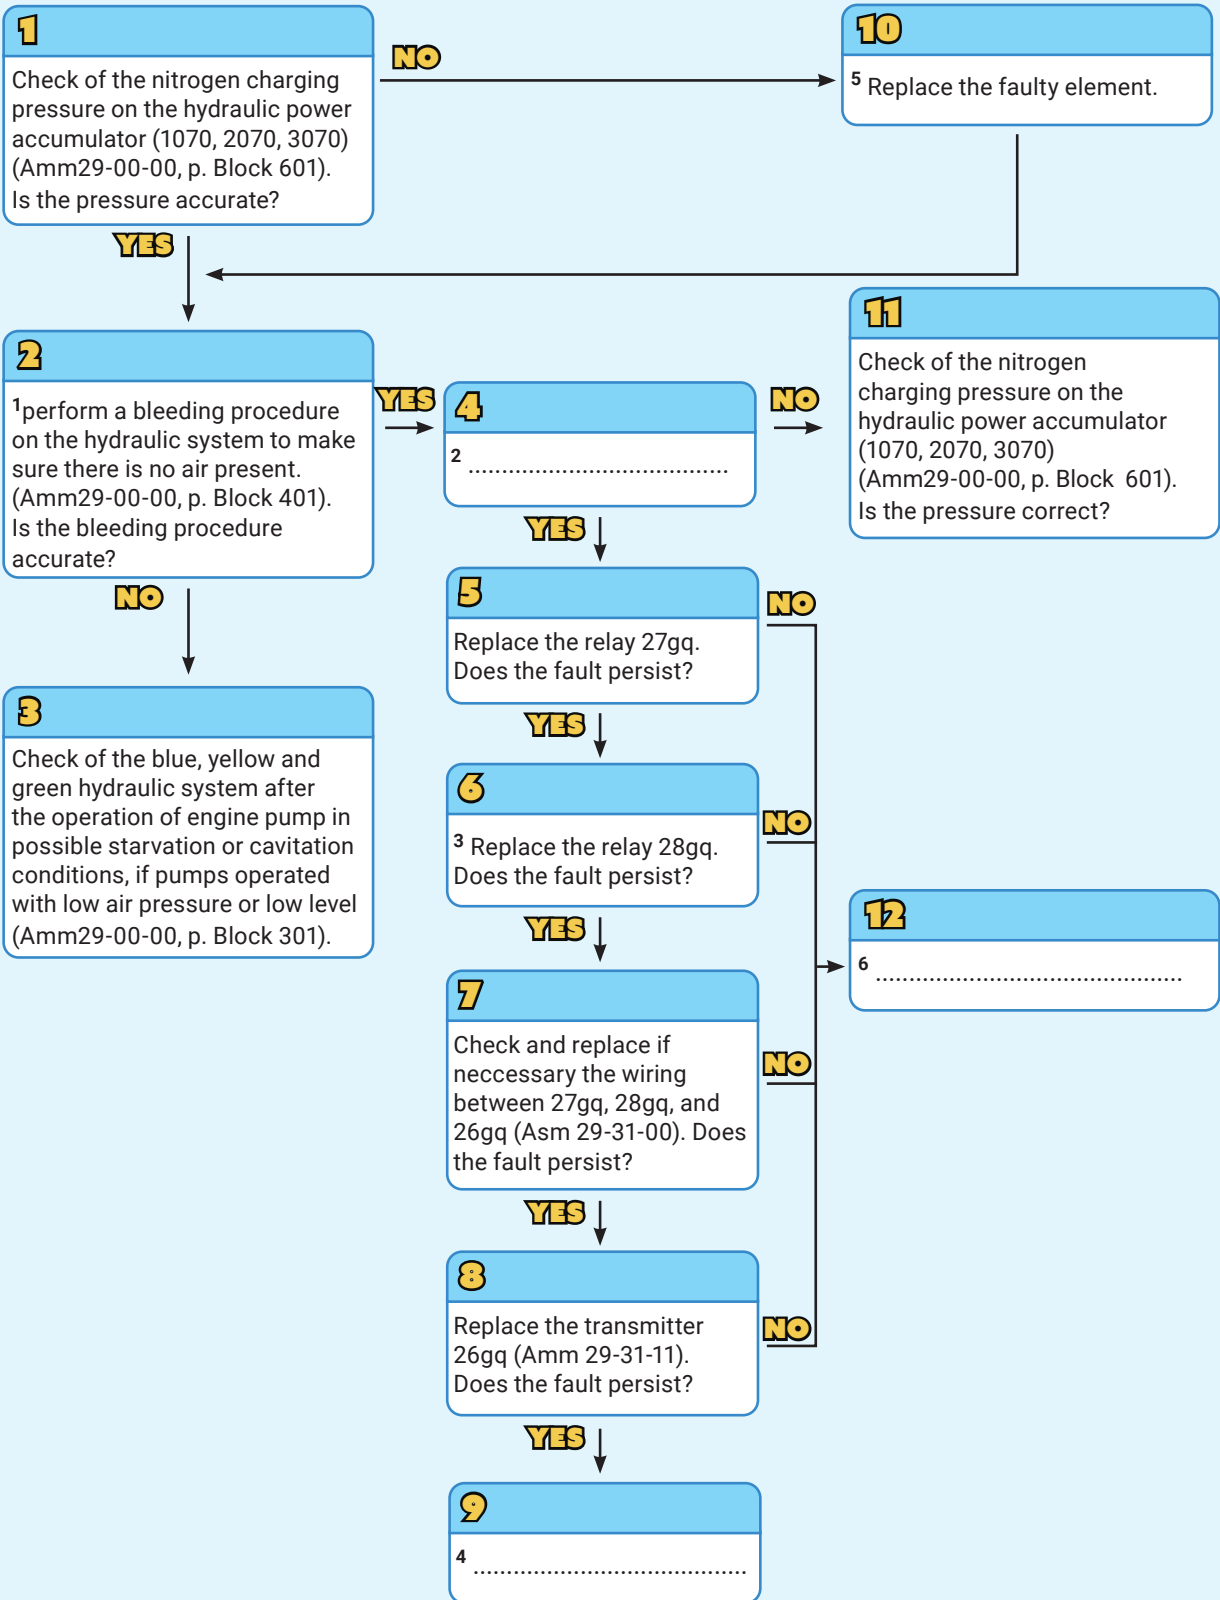 1
Check of the nitrogen charging
pressure on the hydraulic power
accumulator (1070, 2070, 3070)
(Amm29-00-00, p. Block 601).
Is the pressure accurate?
NO
10
5 Replace the faulty element.
YES
2
1perform a bleeding procedure
on the hydraulic system to make
sure there is no air present.
(Amm29-00-00, p. Block 401).
Is the bleeding procedure
accurate?
YES
4
2 .......................................
NO
11
Check of the nitrogen
charging pressure on the
hydraulic power accumulator
(1070, 2070, 3070)
(Amm29-00-00, p. Block 601).
Is the pressure correct?
NO
3
Check of the blue, yellow and
green hydraulic system after
the operation of engine pump in
possible starvation or cavitation
conditions, if pumps operated
with low air pressure or low level
(Amm29-00-00, p. Block 301).
YES
5
Replace the relay 27gq.
Does the fault persist?
NO
YES
6
3 Replace the relay 28gq.
Does the fault persist?
NO
YES
7
Check and replace if
neccessary the wiring
between 27gq, 28gq, and
26gq (Asm 29-31-00). Does
the fault persist?
NO
12
6 ..............................................
YES
8
Replace the transmitter
26gq (Amm 29-31-11).
Does the fault persist?
NO
YES
9
4 .........................................